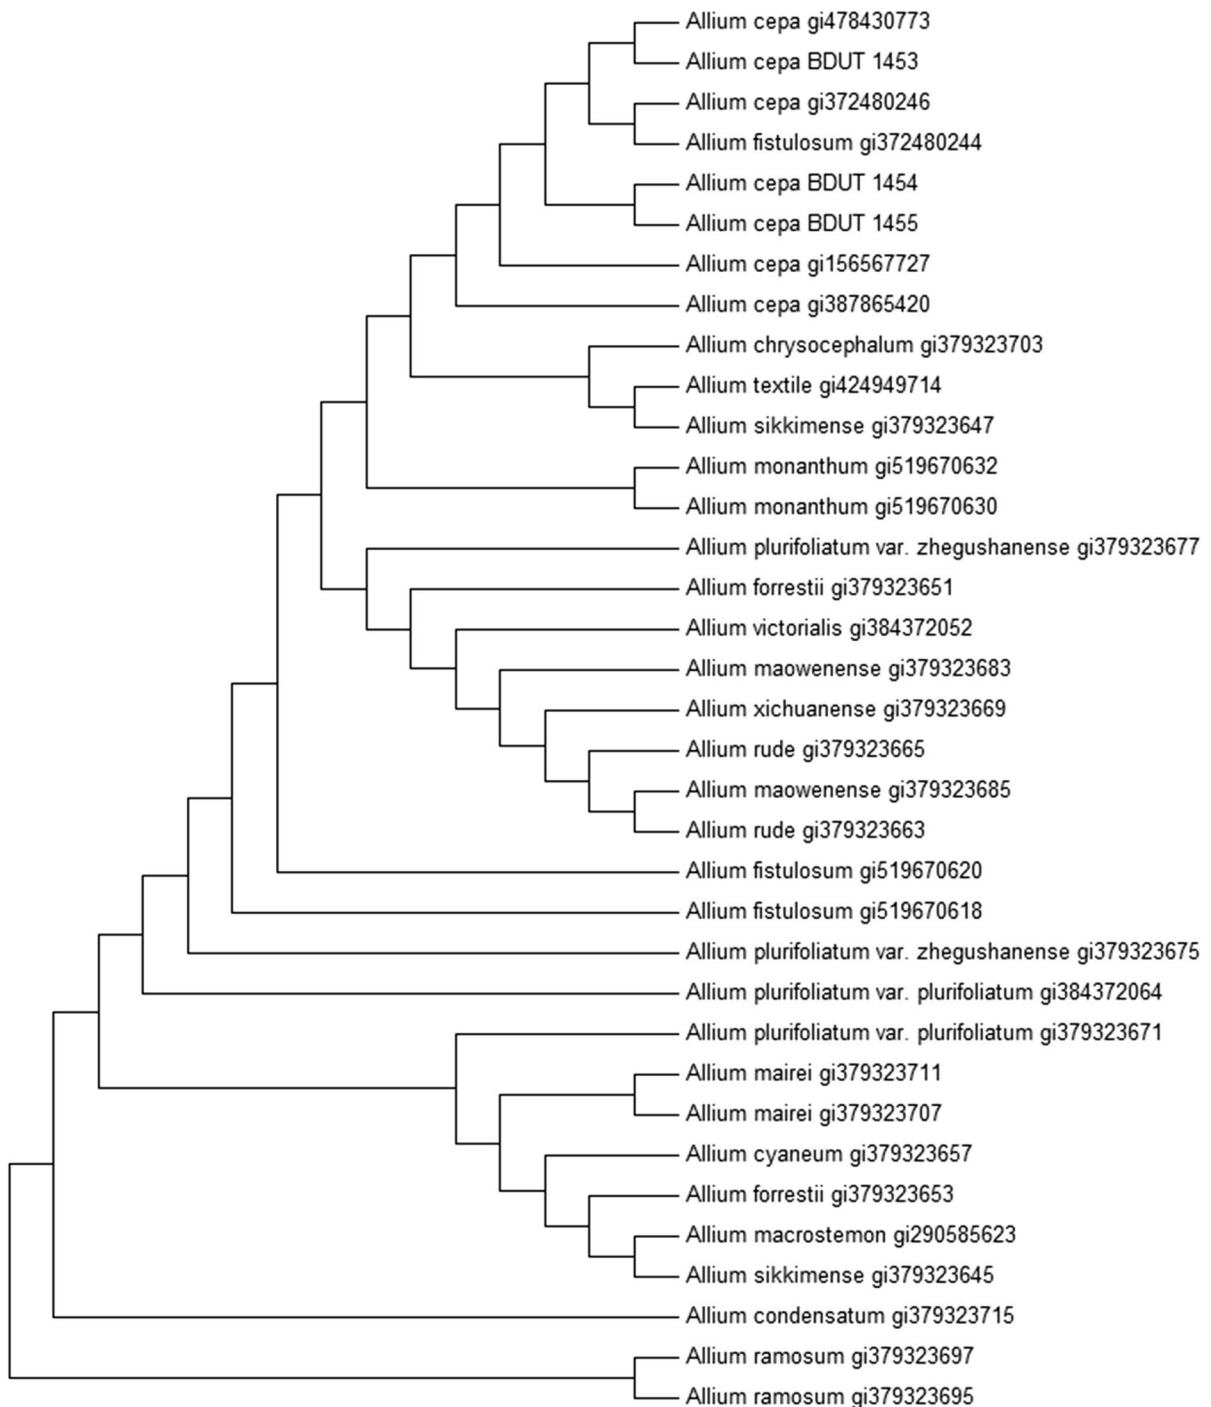 Allium cepa gi478430773
Allium cepa BDUT 1453
Allium cepa gi372480246
Allium fistulosum gi372480244
Allium cepa BDUT 1454
Allium cepa BDUT 1455
Allium cepa gi156567727
Allium cepa gi387865420
Allium chrysocephalum gi379323703
Allium textile gi424949714
Allium sikkimense gi379323647
Allium monanthum gi519670632
Allium monanthum gi519670630
Allium plurifoliatum var. zhegushanense gi379323677
Allium forrestii gi379323651
Allium victorialis gi384372052
Allium maowenense gi379323683
Allium xichuanense gi379323669
Allium rude gi379323665
Allium maowenense gi379323685
Allium rude gi379323663
Allium fistulosum gi519670620
Allium fistulosum gi519670618
Allium plurifoliatum var. zhegushanense gi379323675
Allium plurifoliatum var. plurifoliatum gi384372064
Allium plurifoliatum var. plurifoliatum gi379323671
Allium mairei gi379323711
Allium mairei gi379323707
Allium cyaneum gi379323657
Allium forrestii gi379323653
Allium macrostemon gi290585623
Allium sikkimense gi379323645
Allium condensatum gi379323715
Allium ramosum gi379323697
Allium ramosum gi379323695